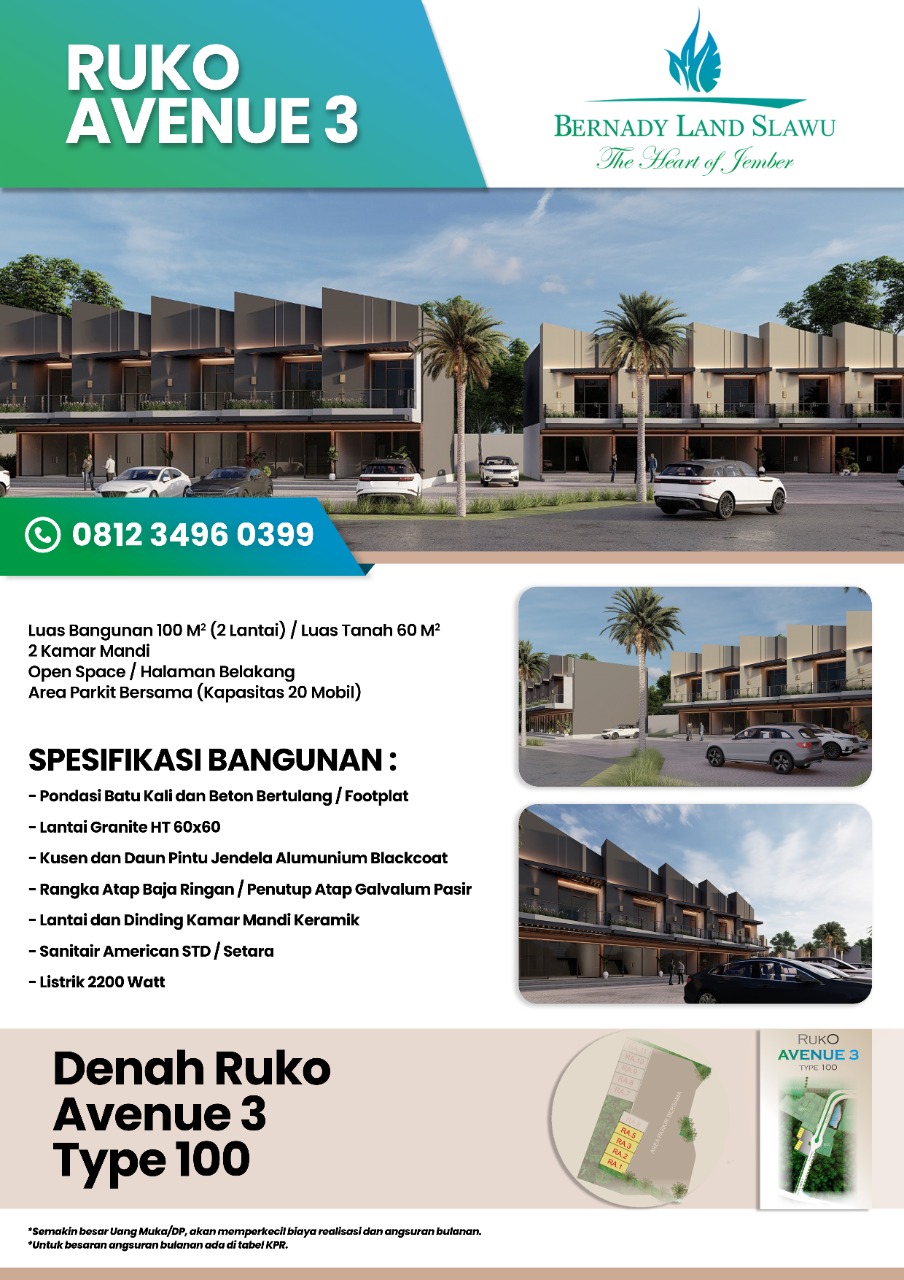 RUKO
AVENUE 3
BERNADY LAND SLAWU
The Heart of Jember
0812 3496 0399
Luas Bangunan 100 M² (2 Lantai) / Luas Tanah 60 M²
2 Kamar Mandi
Open Space / Halaman Belakang
Area Parkit Bersama (Kapasitas 20 Mobil)
SPESIFIKASI BANGUNAN :
- Pondasi Batu Kali dan Beton Bertulang / Footplat
- Lantai Granite HT 60x60
- Kusen dan Daun Pintu Jendela Alumunium Blackcoat
- Rangka Atap Baja Ringan / Penutup Atap Galvalum Pasir
- Lantai dan Dinding Kamar Mandi Keramik
- Sanitair American STD / Setara
- Listrik 2200 Watt
Denah Ruko
Avenue 3
Type 100
RA.5
RA.3
RA.2
RA.1
RUKO
AVENUE 3
TYPE 100
*Semakin besar Uang Muka/DP, akan memperkecil biaya realisasi dan angsuran bulanan.
*Untuk besaran angsuran bulanan ada di tabel KPR.